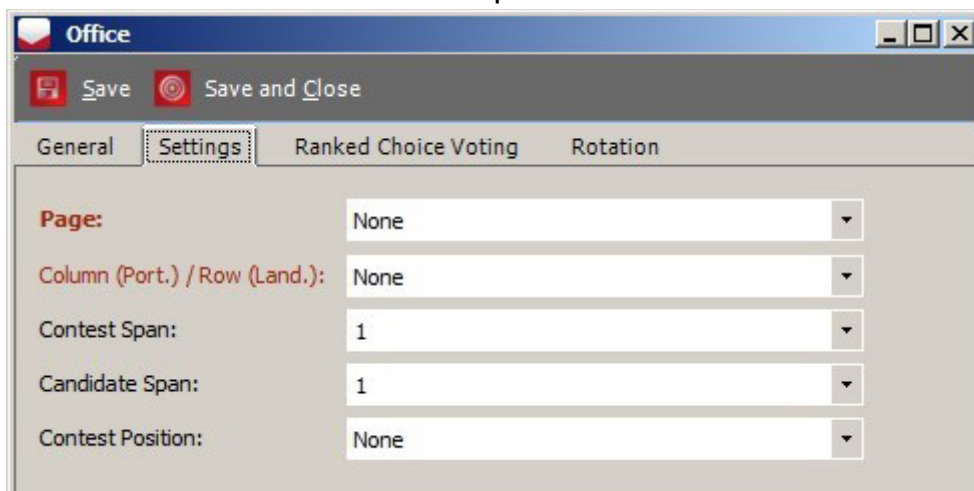 Office
Save Save and Close
General Settings Ranked Choice Voting Rotation
Page: None
Column (Port.) / Row (Land.): None
Contest Span: 1
Candidate Span: 1
Contest Position: None